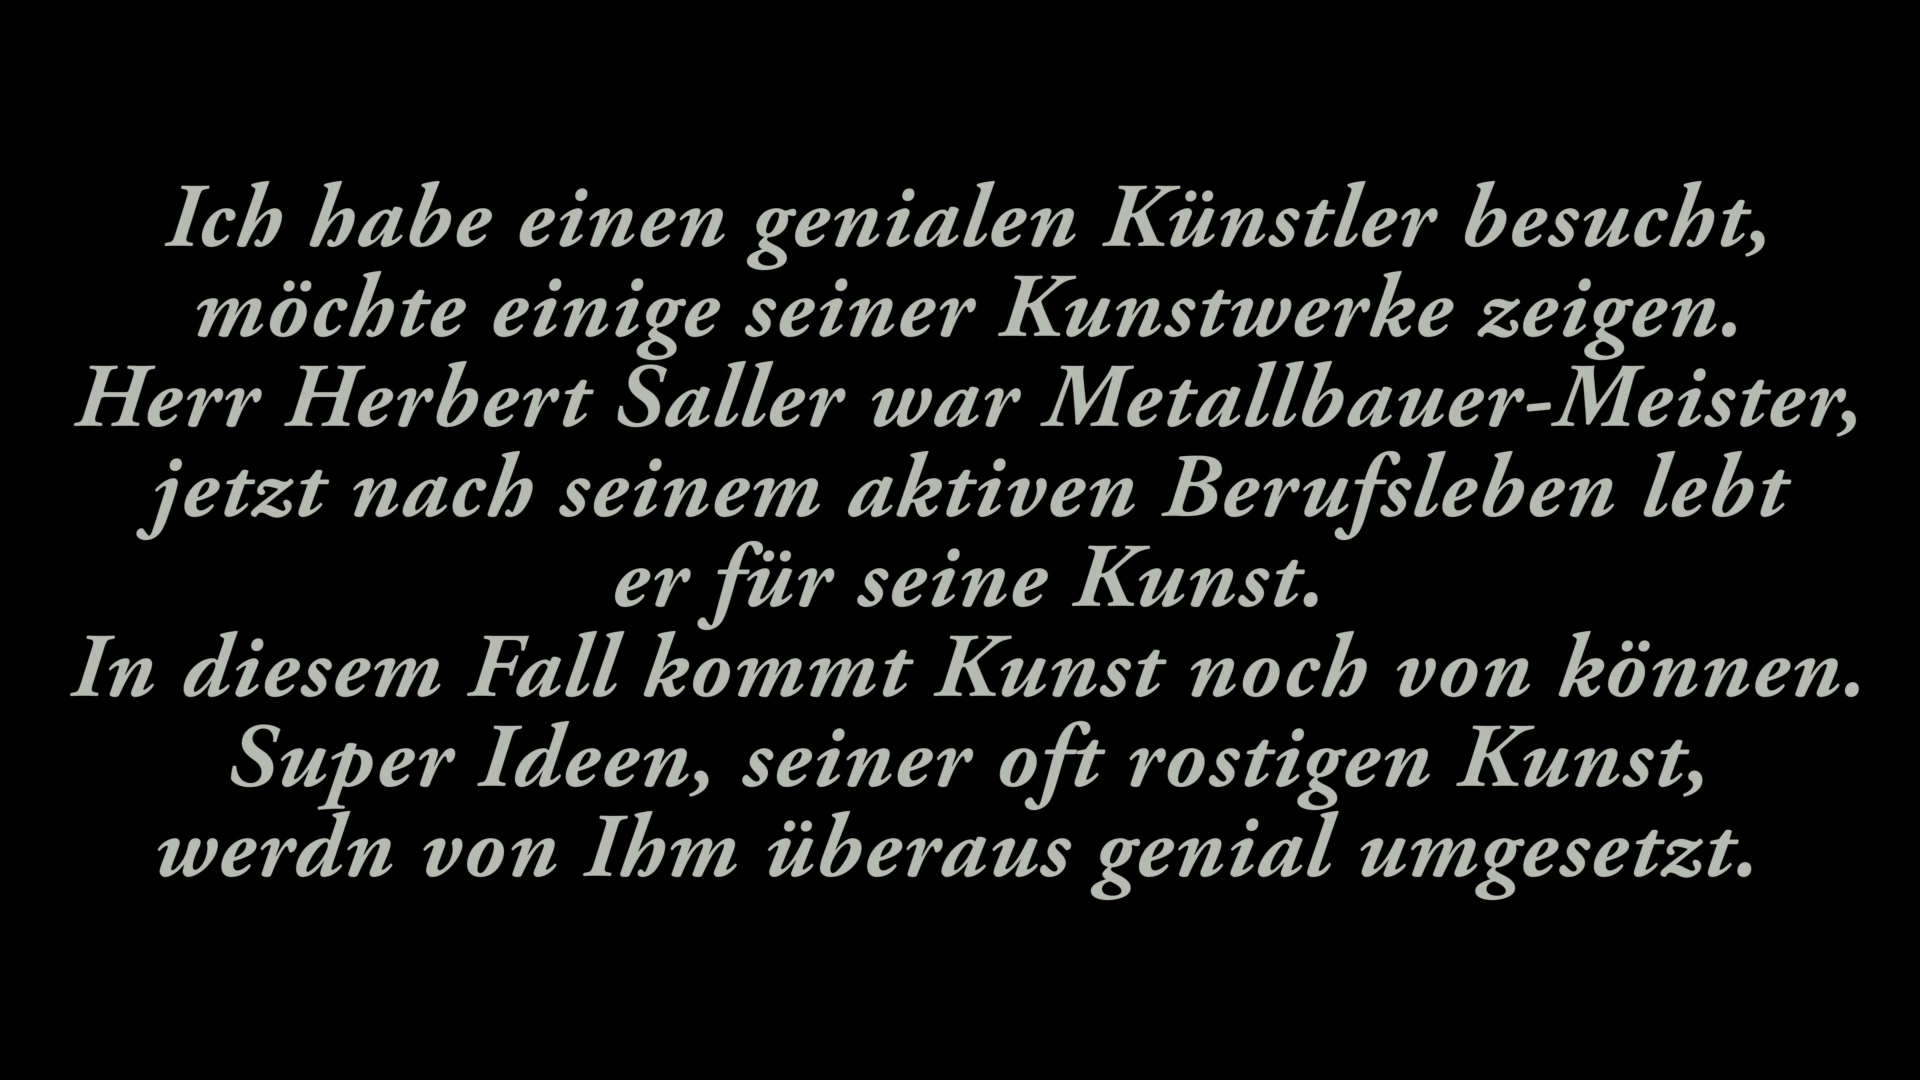 Ich habe einen genialen Künstler besucht,
möchte einige seiner Kunstwerke zeigen.
Herr Herbert Saller war Metallbauer-Meister,
jetzt nach seinem aktiven Berufsleben lebt
er für seine Kunst.
In diesem Fall kommt Kunst noch von können.
Super Ideen, seiner oft rostigen Kunst,
werdn von Ihm überaus genial umgesetzt.